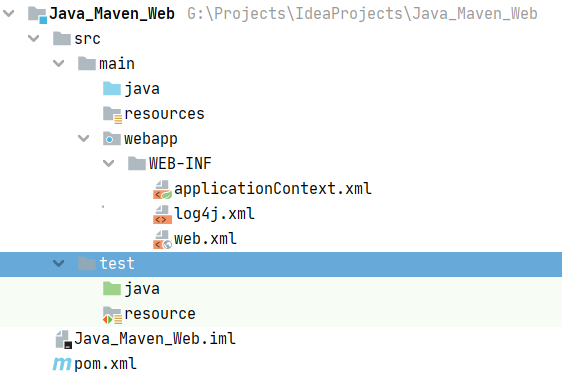 Java_Maven_Web G:\Projects\IdeaProjects\Java_Maven_Web
src
main
java
resources
webapp
WEB-INF
applicationContext.xml
log4j.xml
web.xml
test
java
resource
Java_Maven_Web.iml
pom.xml